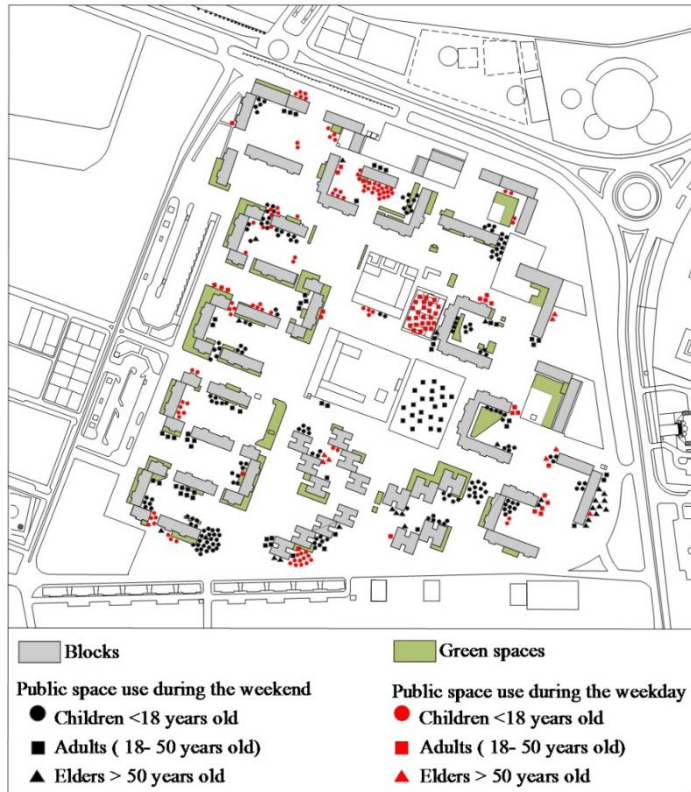 Blocks
Green spaces
Public space use during the weekend
Public space use during the weekday
Children <18 years old
Children <18 years old
Adults ( 18- 50 years old)
Adults ( 18- 50 years old)
Elders > 50 years old
Elders > 50 years old